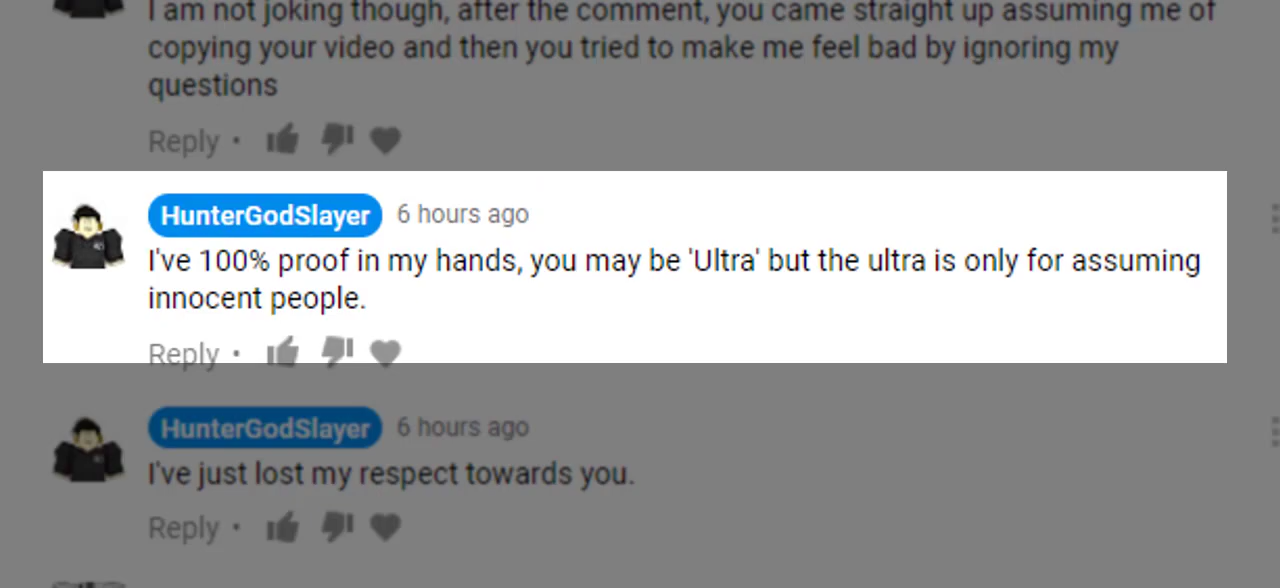 I am not joking though, after the comment, you came straight up assuming me of
copying your video and then you tried to make me feel bad by ignoring my
questions
Reply •
HunterGodSlayer 6 hours ago
I've 100% proof in my hands, you may be 'Ultra' but the ultra is only for assuming
innocent people.
Reply •
HunterGodSlayer 6 hours ago
I've just lost my respect towards you.
Reply •